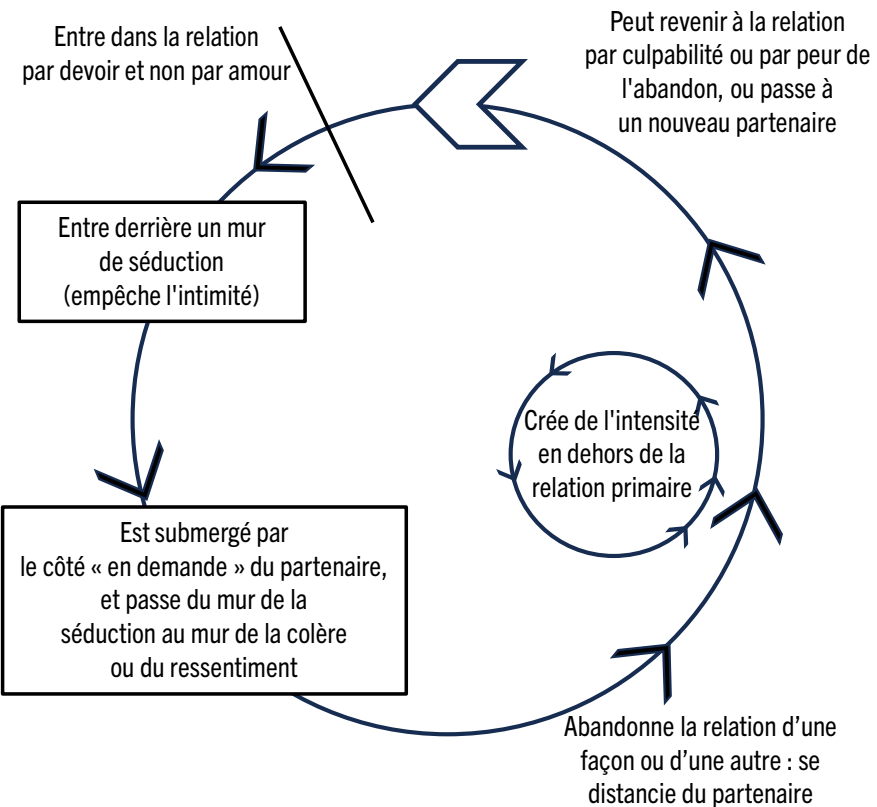 Entre dans la relation
par devoir et non par amour
Peut revenir à la relation
par culpabilité ou par peur de
l'abandon, ou passe à
un nouveau partenaire
Entre derrière un mur
de séduction
(empêche l'intimité)
Crée de l'intensité
en dehors de la
relation primaire
Est submergé par
le côté « en demande » du partenaire,
et passe du mur de la
séduction au mur de la colère
ou du ressentiment
Abandonne la relation d’une
façon ou d’une autre : se
distancie du partenaire